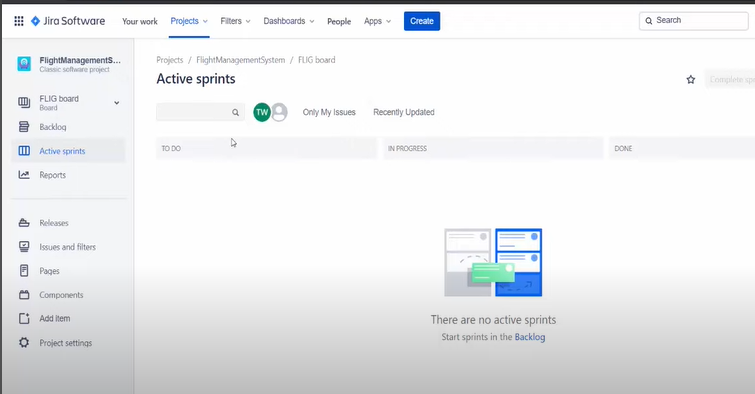 Jira Software Your work Projects Filters Dashboards People Apps Create Search
FlightManagementS...
Classic software project
Projects / FlightManagementSystem / FLIG board
Active sprints
Complete spr
FLIG board
Board
TW
Only My Issues Recently Updated
Backlog
Active sprints
TO DO IN PROGRESS DONE
Reports
Releases
Issues and filters
Pages
Components
Add item
Project settings
There are no active sprints
Start sprints in the Backlog